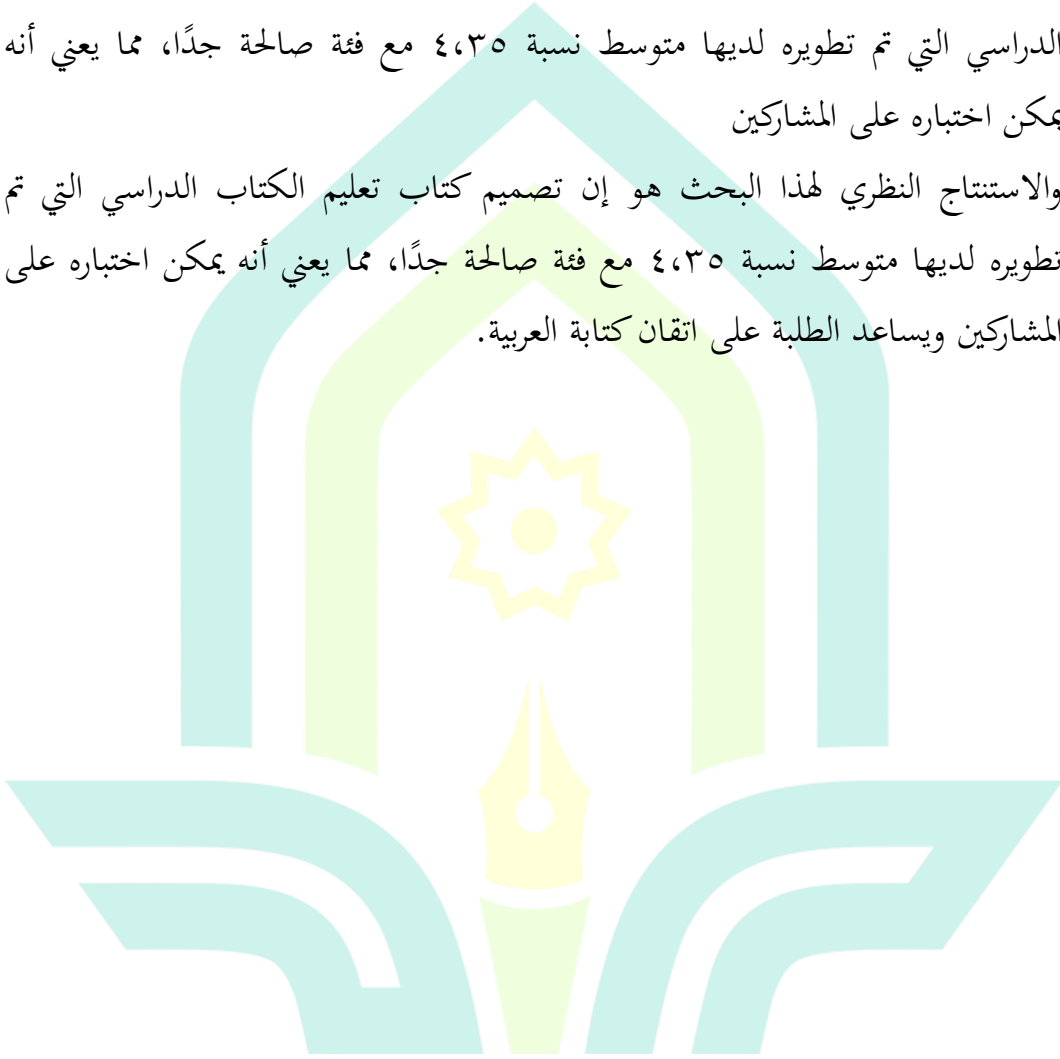 الدراسي التي تم تطويره لديها متوسط نسبة ٤،٣٥ مع فئة صالحة جدًا، مما يعني أنه
يمكن اختباره على المشاركين
والاستنتاج النظري لهذا البحث هو إن تصميم كتاب تعليم الكتاب الدراسي التي تم
تطويره لديها متوسط نسبة ٤،٣٥ مع فئة صالحة جدًا، مما يعني أنه يمكن اختباره على
المشاركين ويساعد الطلبة على اتقان كتابة العربية.